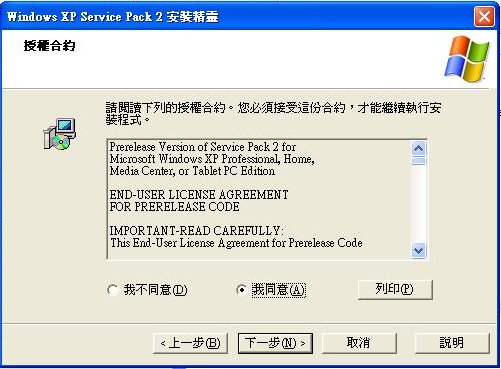 Windows XP Service Pack 2 安裝精靈
授權合約
請閱讀下列的授權合約。您必須接受這份合約，才能繼續執行安
裝程式。
Prerelease Version of Service Pack 2 for
Microsoft Windows XP Professional, Home,
Media Center, or Tablet PC Edition
END-USER LICENSE AGREEMENT
FOR PRERELEASE CODE
IMPORTANT-READ CAREFULLY:
This End-User License Agreement for Prerelease Code
我不同意(D) 我同意(A) 列印(P)
<上一步(B) 下一步(N)> 取消 說明